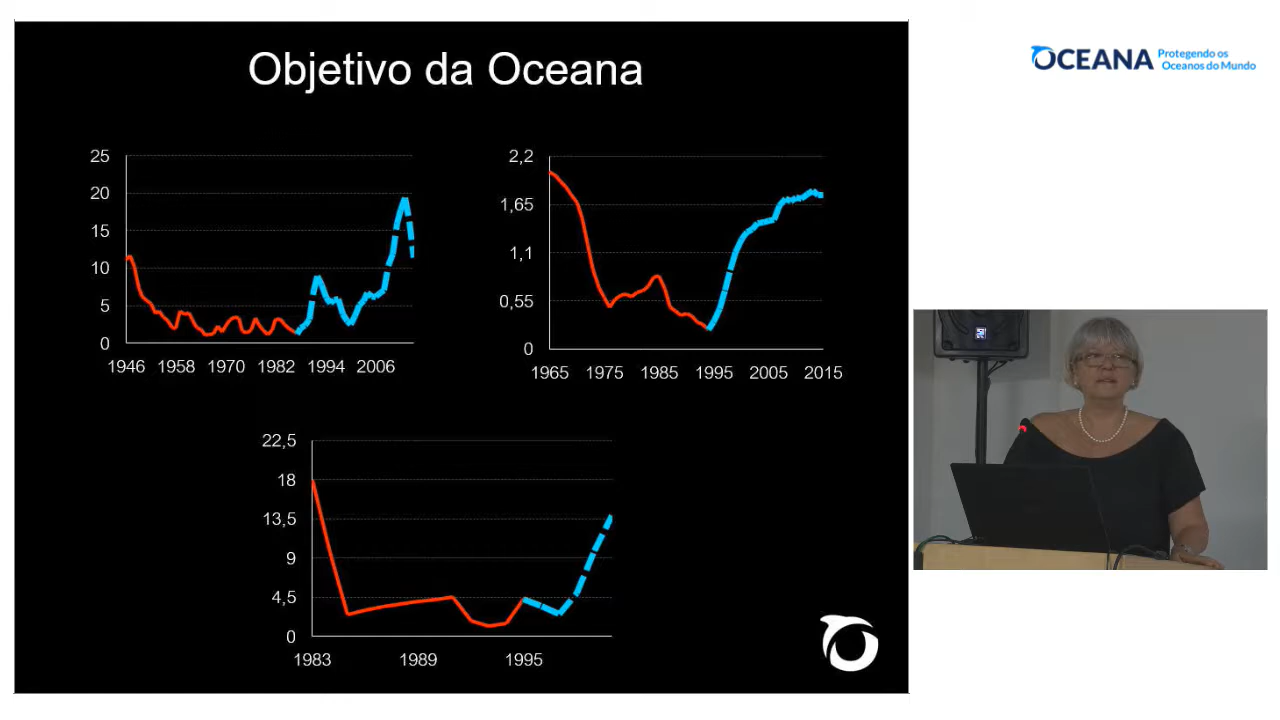 Objetivo da Oceana
OCEANA Protegendo os
Oceanos do Mundo
25
20
15
10
5
0
1946 1958 1970 1982 1994 2006
2,2
1,65
1,1
0,55
0
1965 1975 1985 1995 2005 2015
22,5
18
13,5
9
4,5
0
1983 1989 1995